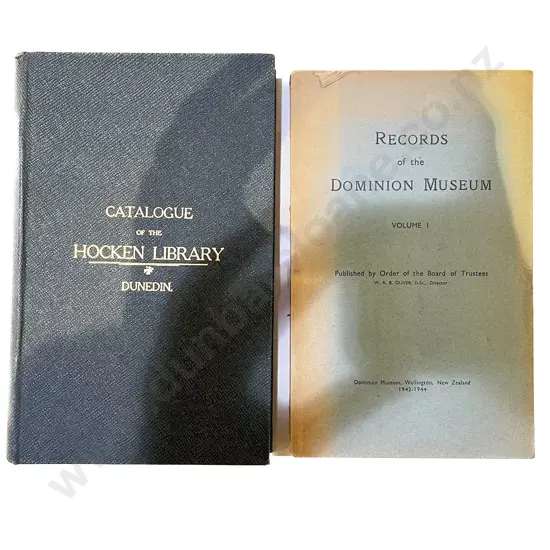 CATALOGUE
OF THE
HOCKEN LIBRARY
DUNEDIN.
RECORDS
of the
DOMINION MUSEUM
VOLUME I
Published by Order of the Board of Trustees
W. R. B. OLIVER, D.Sc., Director
Dominion Museum, Wellington, New Zealand
1942-1944